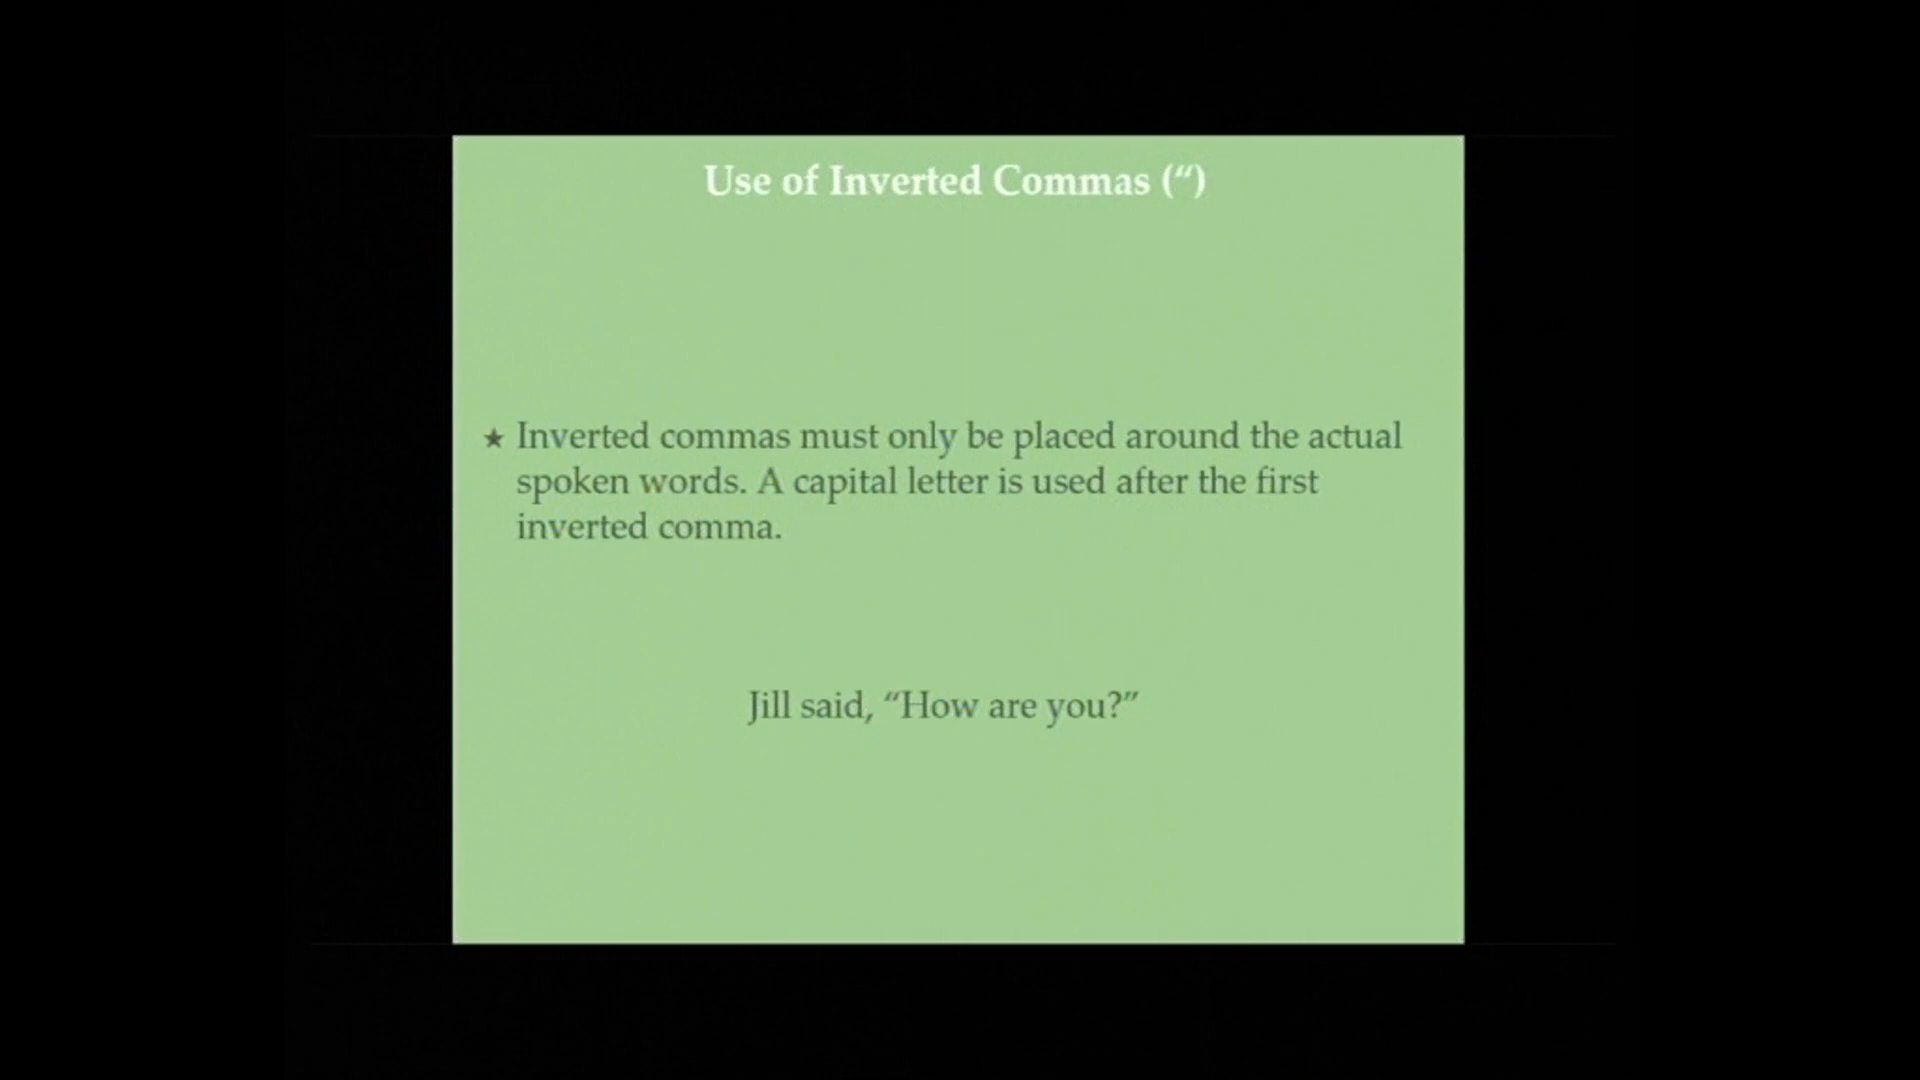 Use of Inverted Commas (“)
★ Inverted commas must only be placed around the actual
spoken words. A capital letter is used after the first
inverted comma.
Jill said, “How are you?”